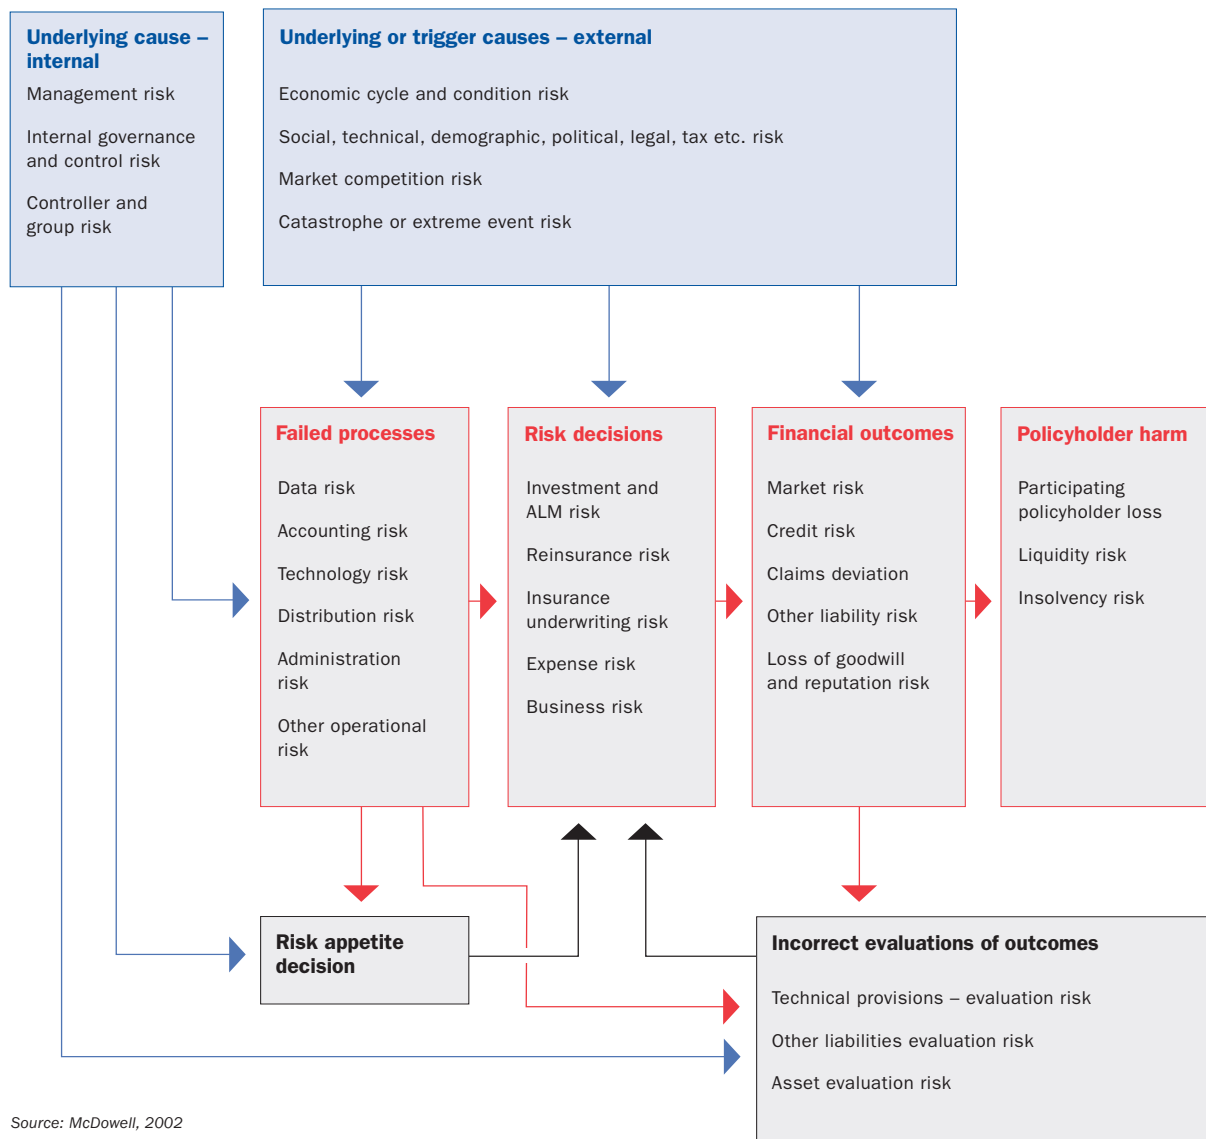 Underlying cause –
internal
Management risk
Internal governance
and control risk
Controller and
group risk
Underlying or trigger causes – external
Economic cycle and condition risk
Social, technical, demographic, political, legal, tax etc. risk
Market competition risk
Catastrophe or extreme event risk
Failed processes
Data risk
Accounting risk
Technology risk
Distribution risk
Administration
risk
Other operational
risk
Risk decisions
Investment and
ALM risk
Reinsurance risk
Insurance
underwriting risk
Expense risk
Business risk
Financial outcomes
Market risk
Credit risk
Claims deviation
Other liability risk
Loss of goodwill
and reputation risk
Policyholder harm
Participating
policyholder loss
Liquidity risk
Insolvency risk
Risk appetite
decision
Incorrect evaluations of outcomes
Technical provisions – evaluation risk
Other liabilities evaluation risk
Asset evaluation risk
Source: McDowell, 2002